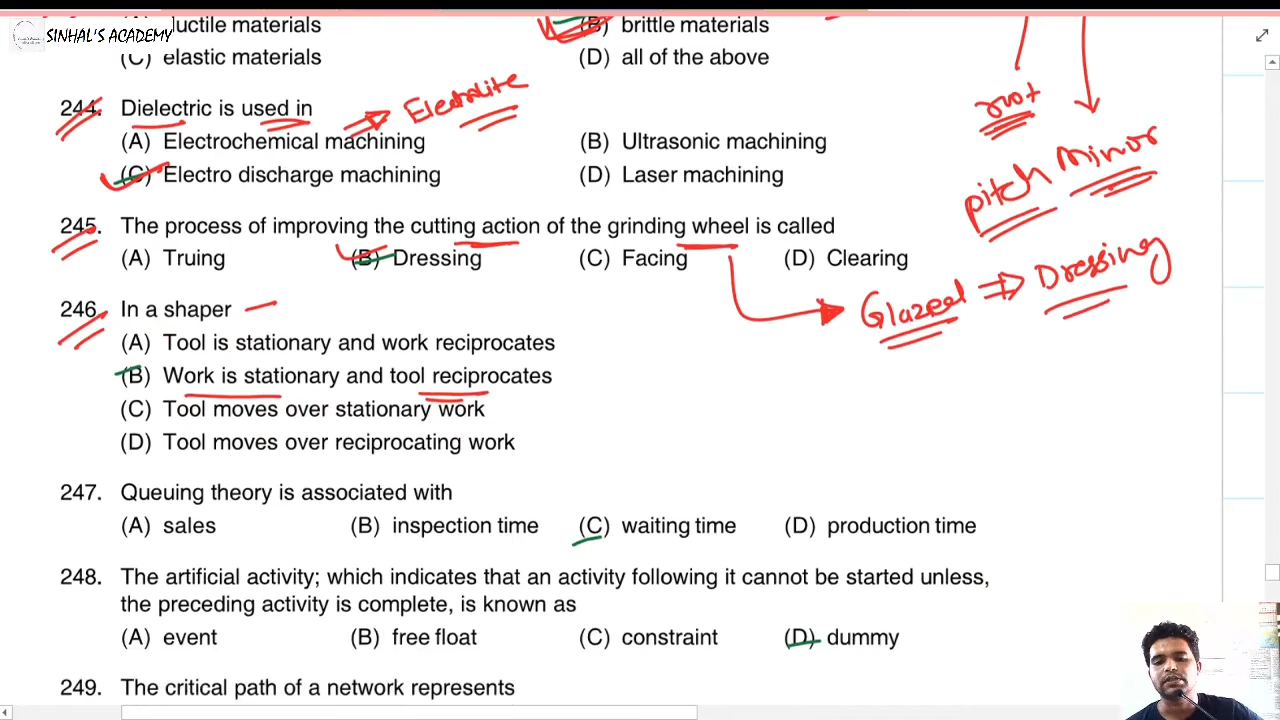 SINHAL'S ACADEMY
uctile materials
(B) brittle materials
(C) elastic materials
(D) all of the above
244. Dielectric is used in
Electrolite
(A) Electrochemical machining
(B) Ultrasonic machining
(C) Electro discharge machining
(D) Laser machining
root
pitch Minor
245. The process of improving the cutting action of the grinding wheel is called
(A) Truing
(B) Dressing
(C) Facing
(D) Clearing
Glazed ⇒ Dressing
246. In a shaper
(A) Tool is stationary and work reciprocates
(B) Work is stationary and tool reciprocates
(C) Tool moves over stationary work
(D) Tool moves over reciprocating work
247. Queuing theory is associated with
(A) sales
(B) inspection time
(C) waiting time
(D) production time
248. The artificial activity; which indicates that an activity following it cannot be started unless,
the preceding activity is complete, is known as
(A) event
(B) free float
(C) constraint
(D) dummy
249. The critical path of a network represents